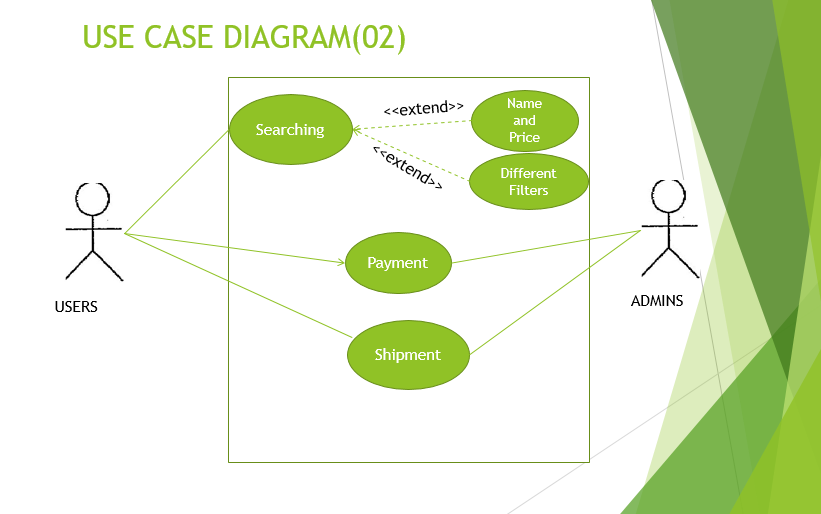 USE CASE DIAGRAM(02)
Searching
<<extend>>
Name
and
Price
<<extend>>
Different
Filters
Payment
Shipment
USERS
ADMINS